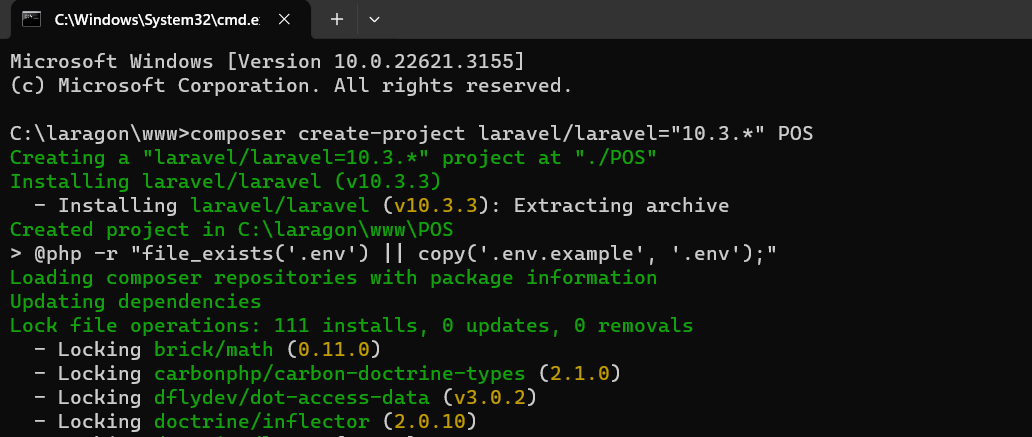 C:\Windows\System32\cmd.e
Microsoft Windows [Version 10.0.22621.3155]
(c) Microsoft Corporation. All rights reserved.
C:\laragon\www>composer create-project laravel/laravel="10.3.*" POS
Creating a "laravel/laravel=10.3.*" project at "./POS"
Installing laravel/laravel (v10.3.3)
- Installing laravel/laravel (v10.3.3): Extracting archive
Created project in C:\laragon\www\POS
> @php -r "file_exists('.env') || copy('.env.example', '.env');"
Loading composer repositories with package information
Updating dependencies
Lock file operations: 111 installs, 0 updates, 0 removals
- Locking brick/math (0.11.0)
- Locking carbonphp/carbon-doctrine-types (2.1.0)
- Locking dflydev/dot-access-data (v3.0.2)
- Locking doctrine/inflector (2.0.10)